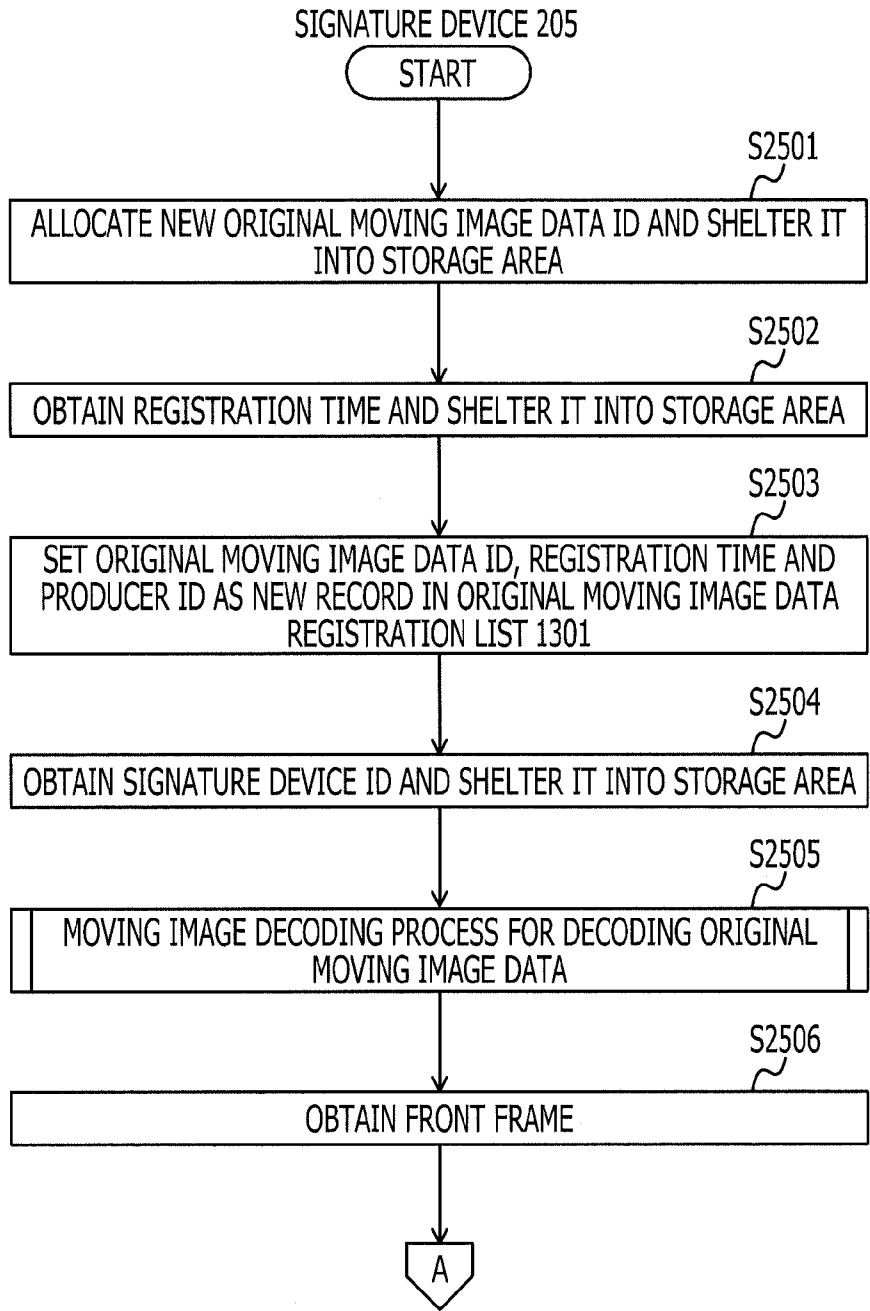 SIGNATURE DEVICE 205
START
S2501
ALLOCATE NEW ORIGINAL MOVING IMAGE DATA ID AND SHELTER IT
INTO STORAGE AREA
S2502
OBTAIN REGISTRATION TIME AND SHELTER IT INTO STORAGE AREA
S2503
SET ORIGINAL MOVING IMAGE DATA ID, REGISTRATION TIME AND
PRODUCER ID AS NEW RECORD IN ORIGINAL MOVING IMAGE DATA
REGISTRATION LIST 1301
S2504
OBTAIN SIGNATURE DEVICE ID AND SHELTER IT INTO STORAGE AREA
S2505
MOVING IMAGE DECODING PROCESS FOR DECODING ORIGINAL
MOVING IMAGE DATA
S2506
OBTAIN FRONT FRAME
A